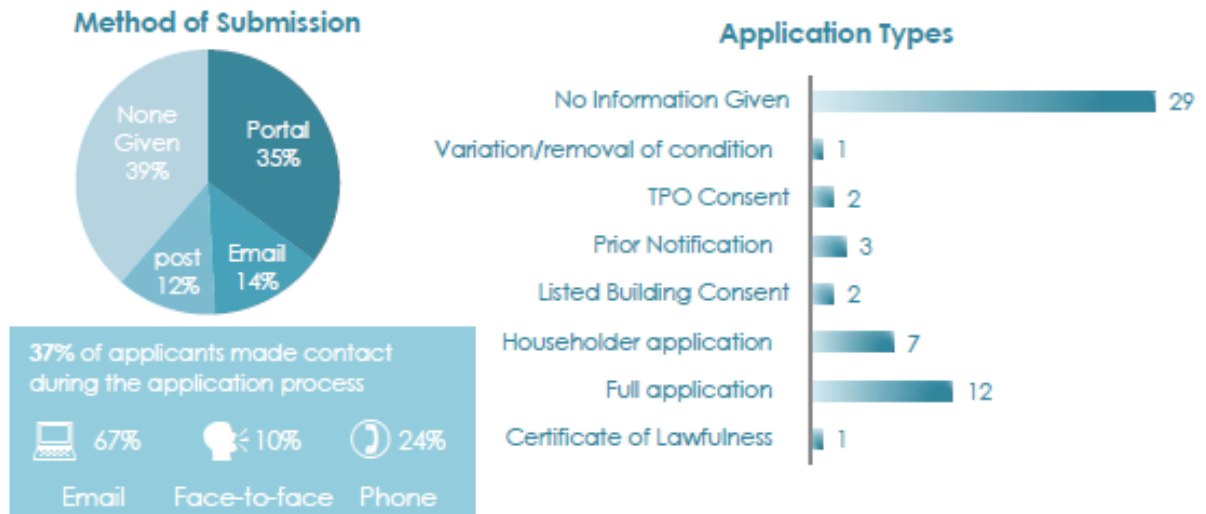 Method of Submission
None
Given
39%
Portal
35%
post
12%
Email
14%
37% of applicants made contact
during the application process
67%
10%
24%
Email
Face-to-face
Phone
Application Types
No Information Given 29
Variation/removal of condition 1
TPO Consent 2
Prior Notification 3
Listed Building Consent 2
Householder application 7
Full application 12
Certificate of Lawfulness 1